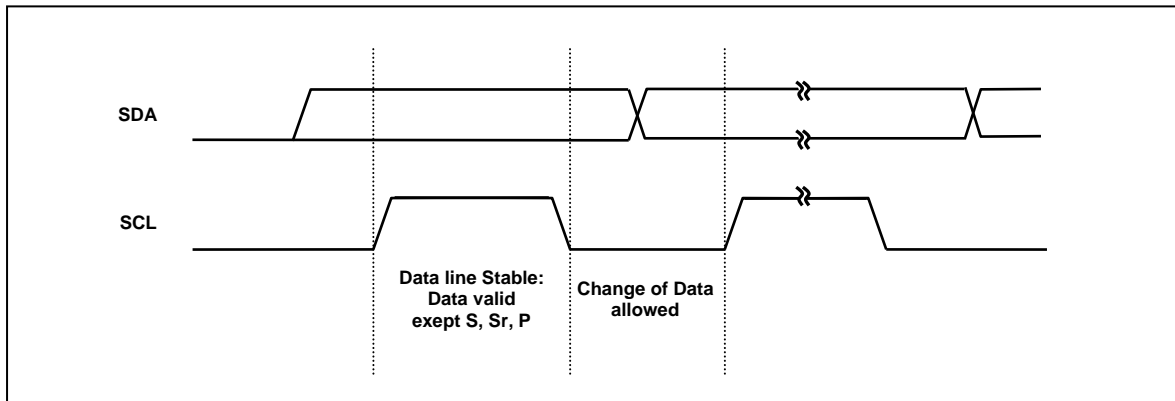 SDA
SCL
Data line Stable:
Data valid
exept S, Sr, P
Change of Data
allowed